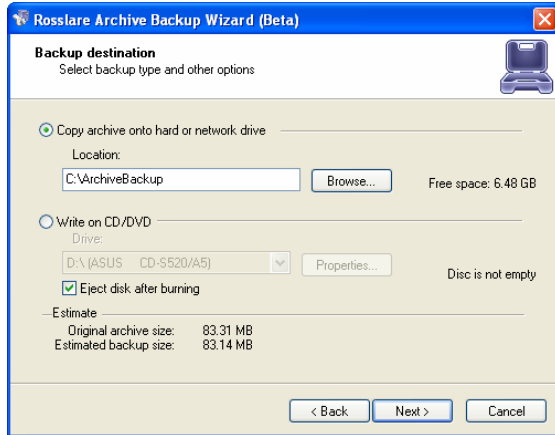 Rosslare Archive Backup Wizard (Beta)
Backup destination
Select backup type and other options
Copy archive onto hard or network drive
Location:
C:\ArchiveBackup
Browse...
Free space: 6.48 GB
Write on CD/DVD
Drive:
D:\ (ASUS CD-S520/A5)
Properties...
Disc is not empty
Eject disk after burning
Estimate
Original archive size: 83.31 MB
Estimated backup size: 83.14 MB
< Back
Next >
Cancel